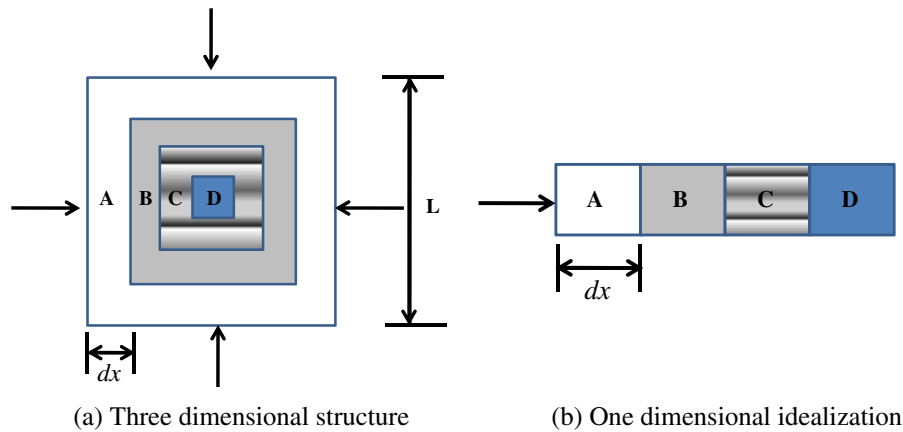 A B C D
L
dx
(a) Three dimensional structure
A B C D
dx
(b) One dimensional idealization